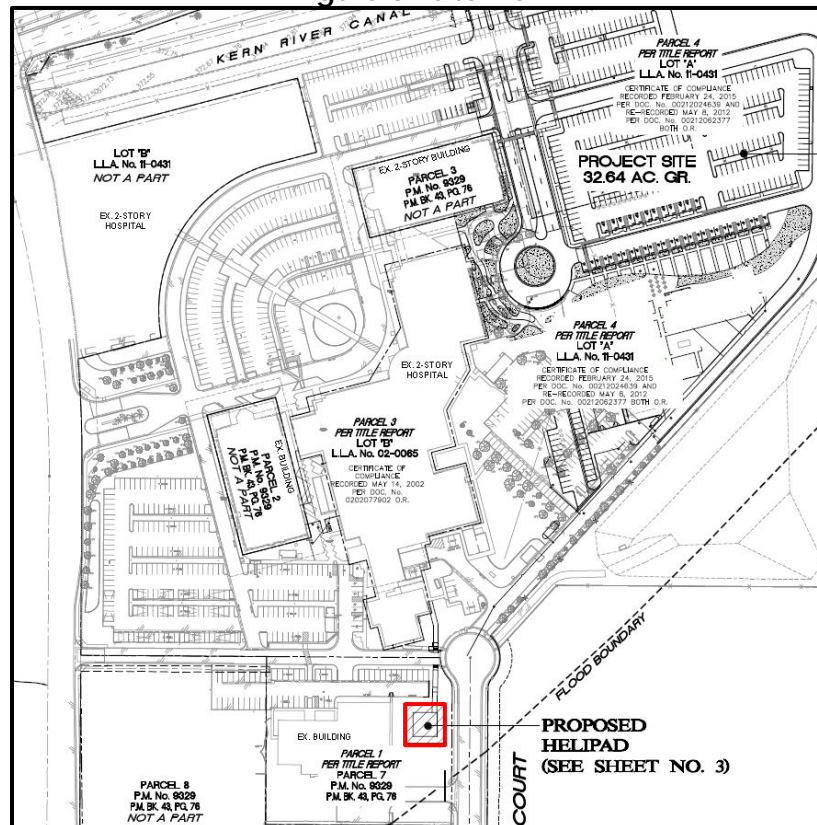 KERN RIVER CANAL
PARCEL 4
PER TITLE REPORT
LOT "A"
L.L.A. No. 11-0431
CERTIFICATE OF COMPLIANCE
RECORDED FEBRUARY 24, 2015
PER DOC. No. 00212024639 AND
RE-RECORDED MAY 8, 2012
PER DOC. No. 00212062377
BOTH O.R.
PROJECT SITE
32.64 AC. GR.
LOT "B"
L.L.A. No. 11-0431
NOT A PART
EX. 2-STORY
HOSPITAL
EX. 2-STORY BUILDING
PARCEL 3
P.M. No. 9329
P.M. BK. 43, PG. 76
NOT A PART
PARCEL 4
PER TITLE REPORT
LOT "A"
L.L.A. No. 11-0431
CERTIFICATE OF COMPLIANCE
RECORDED FEBRUARY 24, 2015
PER DOC. No. 00212024639 AND
RE-RECORDED MAY 8, 2012
PER DOC. No. 00212062377 BOTH O.R.
EX. 2-STORY
HOSPITAL
PARCEL 3
PER TITLE REPORT
LOT "B"
L.L.A. No. 02-0065
CERTIFICATE OF
COMPLIANCE
RECORDED MAY 14, 2002
PER DOC. No.
0202077902 O.R.
EX. BUILDING
PARCEL 2
P.M. No. 9329
P.M. BK. 43, PG. 76
NOT A PART
FLOOD BOUNDARY
PROPOSED
HELIPAD
(SEE SHEET NO. 3)
COURT
EX. BUILDING
PARCEL 1
PER TITLE REPORT
PARCEL 7
P.M. No. 9329
P.M. BK. 43, PG. 76
PARCEL 8
P.M. No. 9329
P.M. BK. 43, PG. 76
NOT A PART